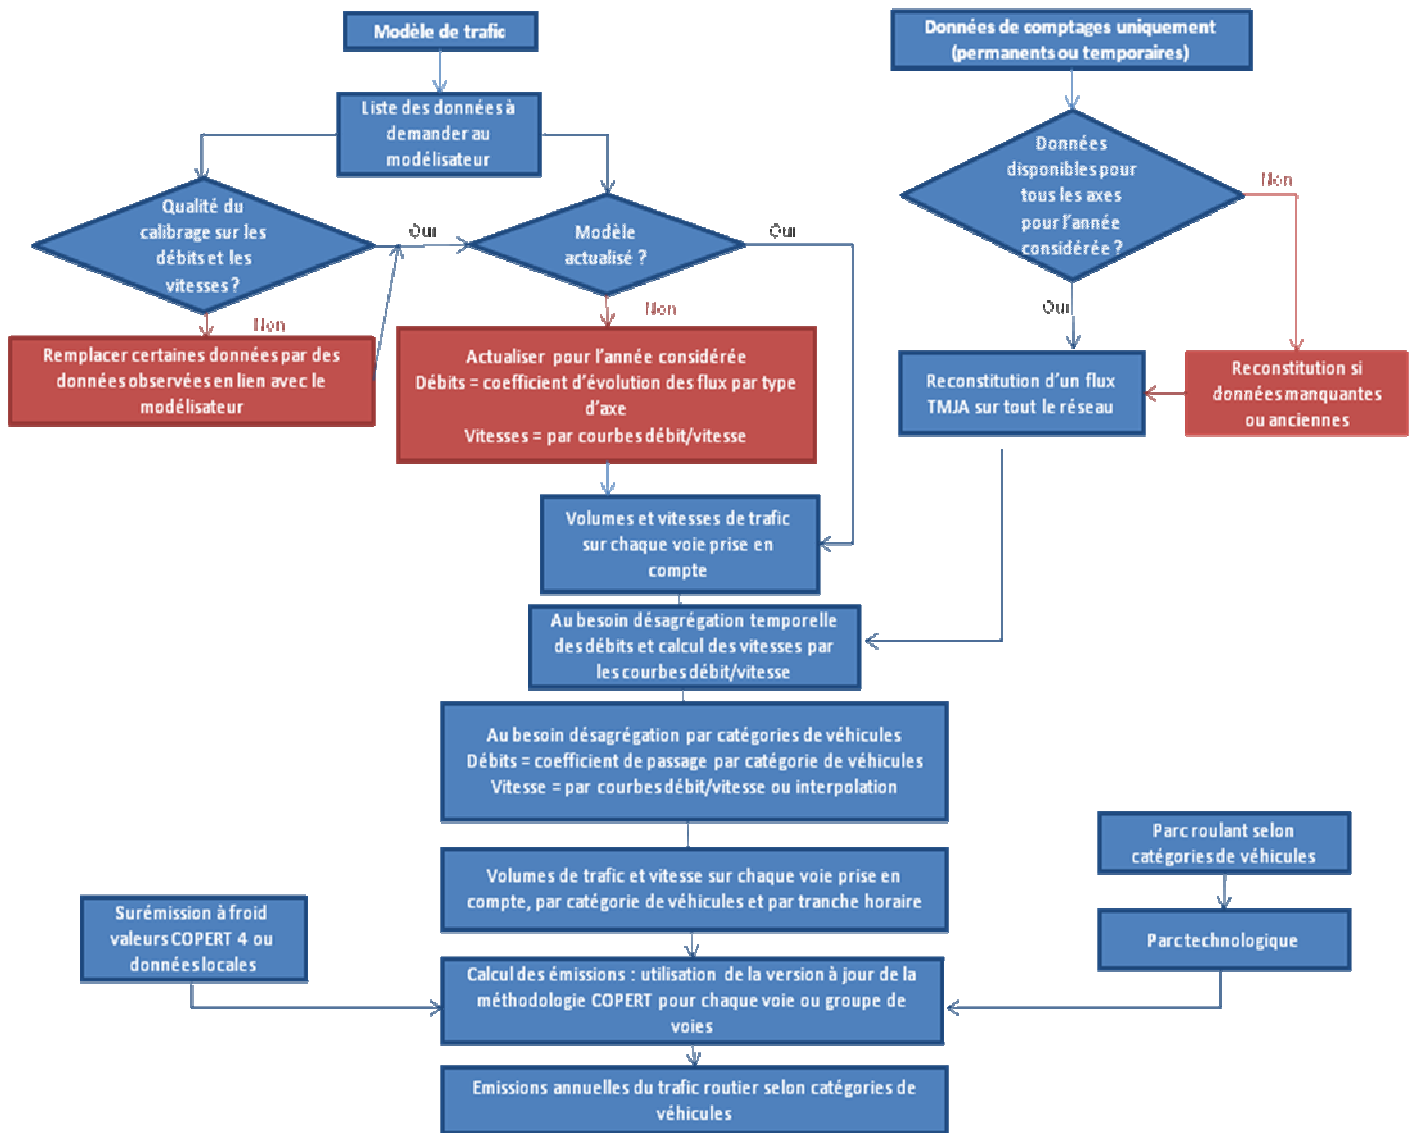 Modèle de trafic
Données de comptages uniquement
(permanents ou temporaires)
Liste des données à
demander au
modélisateur
Données
disponibles pour
tous les axes
pour l'année
considérée ?
Non
Qualité du
calibrage sur les
débits et les
vitesses ?
Oui
Modèle
actualisé ?
Oui
Oui
Non
Non
Remplacer certaines données par des
données observées en lien avec le
modélisateur
Actualiser pour l'année considérée
Débits = coefficient d'évolution des flux par type
d'axe
Vitesses = par courbes débit/vitesse
Reconstitution d'un flux
TMJA sur tout le réseau
Reconstitution si
données manquantes
ou anciennes
Volumes et vitesses de trafic
sur chaque voie prise en
compte
Au besoin désagrégation temporelle
des débits et calcul des vitesses par
les courbes débit/vitesse
Au besoin désagrégation par catégories de véhicules
Débits = coefficient de passage par catégorie de véhicules
Vitesse = par courbes débit/vitesse ou interpolation
Parc roulant selon
catégories de véhicules
Volumes de trafic et vitesse sur chaque voie prise en
compte, par catégorie de véhicules et par tranche horaire
Surémission à froid
valeurs COPERT 4 ou
données locales
Parc technologique
Calcul des émissions : utilisation de la version à jour de la
méthodologie COPERT pour chaque voie ou groupe de
voies
Emissions annuelles du trafic routier selon catégories de
véhicules